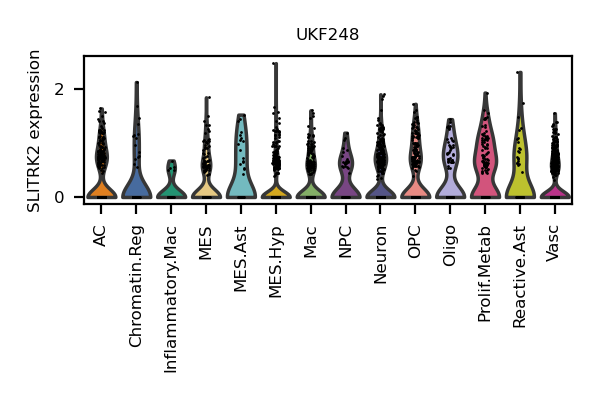 UKF248
SLITRK2 expression
2
0
AC
Chromatin.Reg
Inflammatory.Mac
MES
MES.Ast
MES.Hyp
Mac
NPC
Neuron
OPC
Oligo
Prolif.Metab
Reactive.Ast
Vasc